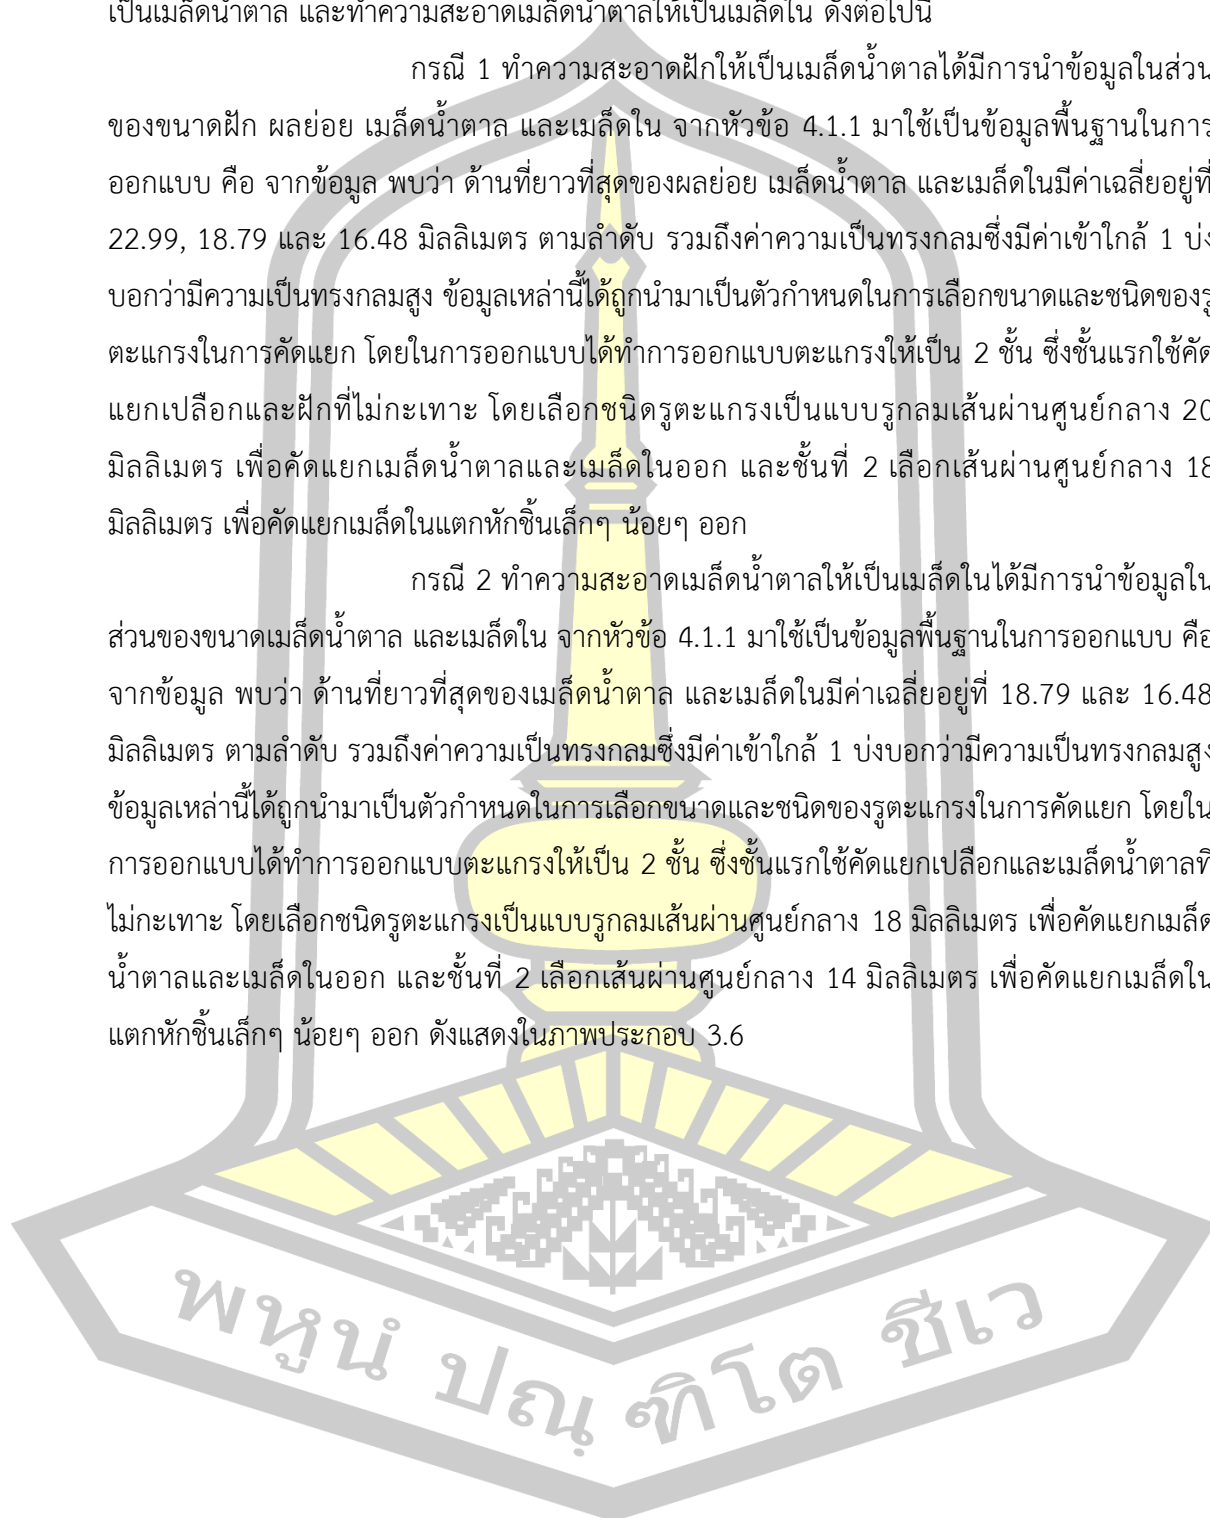 เป็นเมล็ดน้ำตาล และทำความสะอาดเมล็ดน้ำตาลให้เป็นเมล็ดใน ดังต่อไปนี้
กรณี 1 ทำความสะอาดฝักให้เป็นเมล็ดน้ำตาลได้มีการนำข้อมูลในส่วน
ของขนาดฝัก ผลย่อย เมล็ดน้ำตาล และเมล็ดใน จากหัวข้อ 4.1.1 มาใช้เป็นข้อมูลพื้นฐานในการ
ออกแบบ คือ จากข้อมูล พบว่า ด้านที่ยาวที่สุดของผลย่อย เมล็ดน้ำตาล และเมล็ดในมีค่าเฉลี่ยอยู่ที่
22.99, 18.79 และ 16.48 มิลลิเมตร ตามลำดับ รวมถึงค่าความเป็นทรงกลมซึ่งมีค่าเข้าใกล้ 1 บ่ง
บอกว่ามีความเป็นทรงกลมสูง ข้อมูลเหล่านี้ได้ถูกนำมาเป็นตัวกำหนดในการเลือกขนาดและชนิดของรู
ตะแกรงในการคัดแยก โดยในการออกแบบได้ทำการออกแบบตะแกรงให้เป็น 2 ชั้น ซึ่งชั้นแรกใช้คัด
แยกเปลือกและฝักที่ไม่กะเทาะ โดยเลือกชนิดรูตะแกรงเป็นแบบรูกลมเส้นผ่านศูนย์กลาง 20
มิลลิเมตร เพื่อคัดแยกเมล็ดน้ำตาลและเมล็ดในออก และชั้นที่ 2 เลือกเส้นผ่านศูนย์กลาง 18
มิลลิเมตร เพื่อคัดแยกเมล็ดในแตกหักชิ้นเล็กๆ น้อยๆ ออก
กรณี 2 ทำความสะอาดเมล็ดน้ำตาลให้เป็นเมล็ดในได้มีการนำข้อมูลใน
ส่วนของขนาดเมล็ดน้ำตาล และเมล็ดใน จากหัวข้อ 4.1.1 มาใช้เป็นข้อมูลพื้นฐานในการออกแบบ คือ
จากข้อมูล พบว่า ด้านที่ยาวที่สุดของเมล็ดน้ำตาล และเมล็ดในมีค่าเฉลี่ยอยู่ที่ 18.79 และ 16.48
มิลลิเมตร ตามลำดับ รวมถึงค่าความเป็นทรงกลมซึ่งมีค่าเข้าใกล้ 1 บ่งบอกว่ามีความเป็นทรงกลมสูง
ข้อมูลเหล่านี้ได้ถูกนำมาเป็นตัวกำหนดในการเลือกขนาดและชนิดของรูตะแกรงในการคัดแยก โดยใน
การออกแบบได้ทำการออกแบบตะแกรงให้เป็น 2 ชั้น ซึ่งชั้นแรกใช้คัดแยกเปลือกและเมล็ดน้ำตาลที่
ไม่กะเทาะ โดยเลือกชนิดรูตะแกรงเป็นแบบรูกลมเส้นผ่านศูนย์กลาง 18 มิลลิเมตร เพื่อคัดแยกเมล็ด
น้ำตาลและเมล็ดในออก และชั้นที่ 2 เลือกเส้นผ่านศูนย์กลาง 14 มิลลิเมตร เพื่อคัดแยกเมล็ดใน
แตกหักชิ้นเล็กๆ น้อยๆ ออก ดังแสดงในภาพประกอบ 3.6
พหูนํ ปณฺ ฑิโต ชีเว